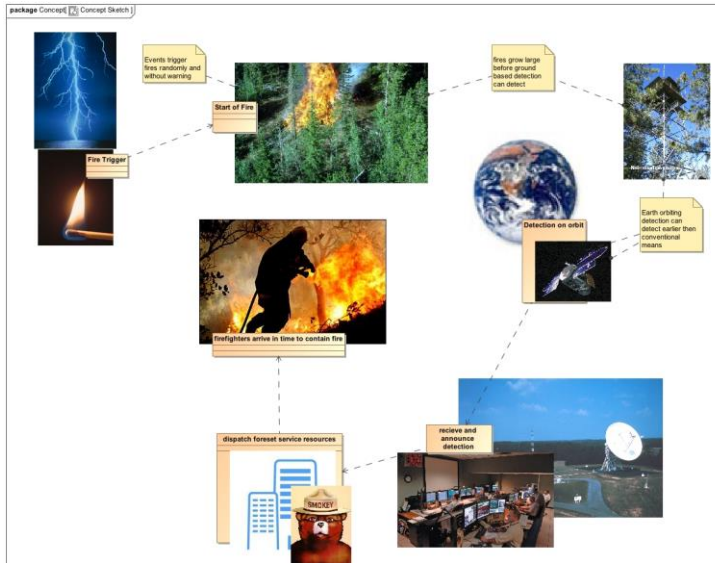 package Concept[ Concept Sketch ]
Events trigger
fires randomly and
without warning
fires grow large
before ground
based detection
can detect
Start of Fire
Fire Trigger
Earth orbiting
detection can
detect earlier then
conventional
means
Detection on orbit
firefighters arrive in time to contain fire
recieve and
announce
detection
dispatch foreset service resources
SMOKEY